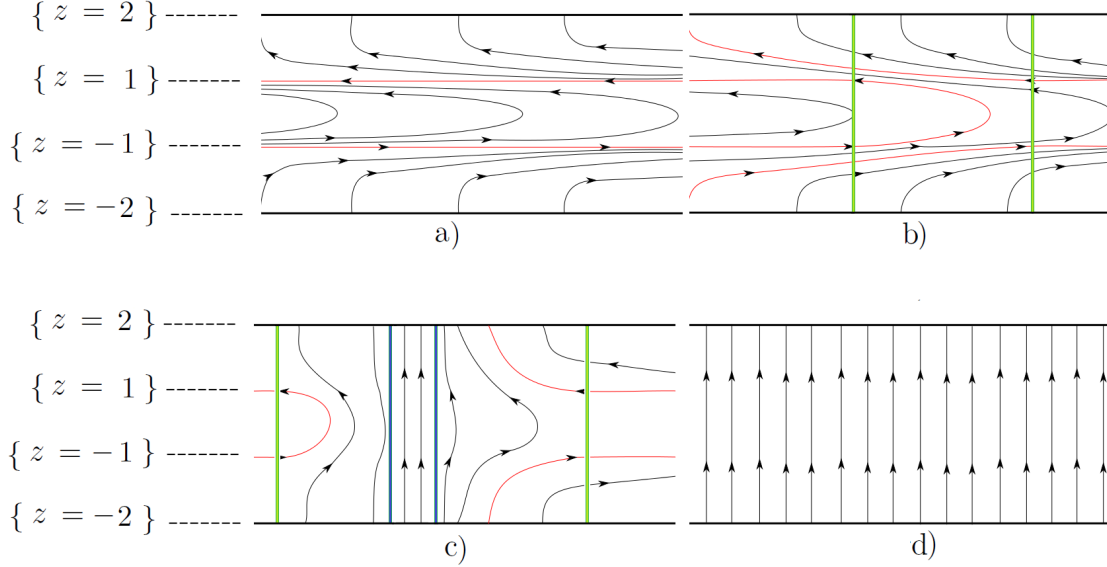 { z = 2 }
{ z = 1 }
{ z = −1 }
{ z = −2 }
a)
b)
{ z = 2 }
{ z = 1 }
{ z = −1 }
{ z = −2 }
c)
d)